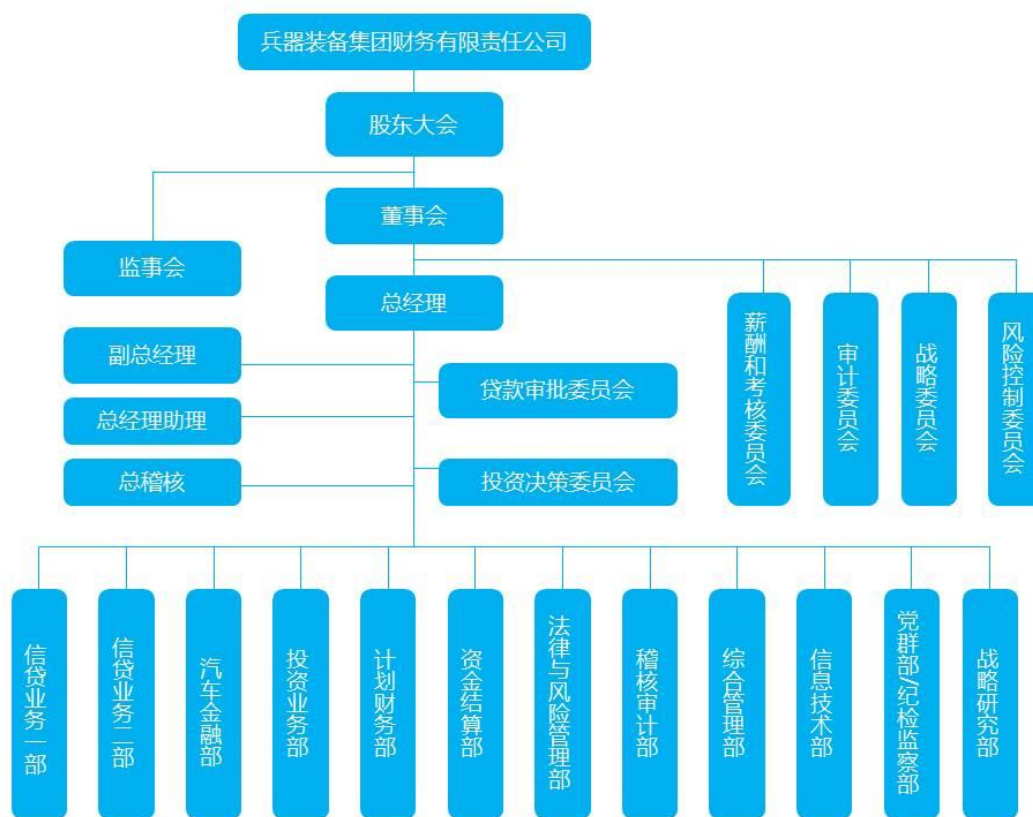 兵器装备集团财务有限责任公司
股东大会
董事会
监事会
总经理
副总经理
总经理助理
总稽核
贷款审批委员会
投资决策委员会
薪酬和考核委员会
审计委员会
战略委员会
风险控制委员会
信贷业务一部
信贷业务二部
汽车金融部
投资业务部
计划财务部
资金结算部
法律与风险管理部
稽核审计部
综合管理部
信息技术部
党群部/纪检监察部
战略研究部